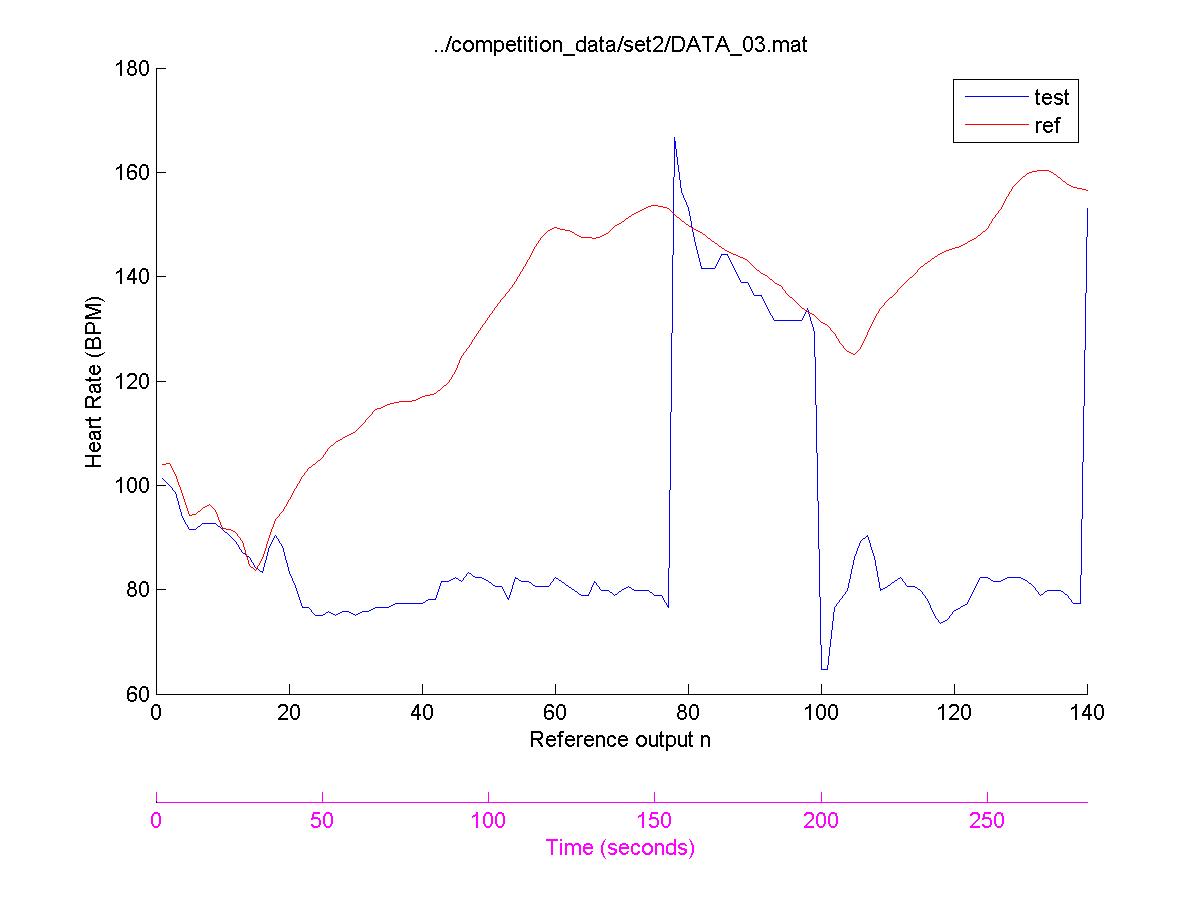 ../competition_data/set2/DATA_03.mat
180
160
140
120
100
80
60
Heart Rate (BPM)
test
ref
0 20 40 60 80 100 120 140
Reference output n
0 50 100 150 200 250
Time (seconds)